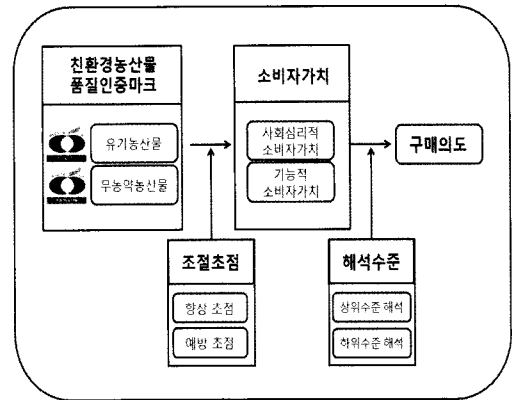 친환경농산물
품질인증마크
유기농산물
무농약농산물
소비자가치
사회심리적
소비자가치
기능적
소비자가치
구매의도
조절초점
향상 초점
예방 초점
해석수준
상위수준 해석
하위수준 해석